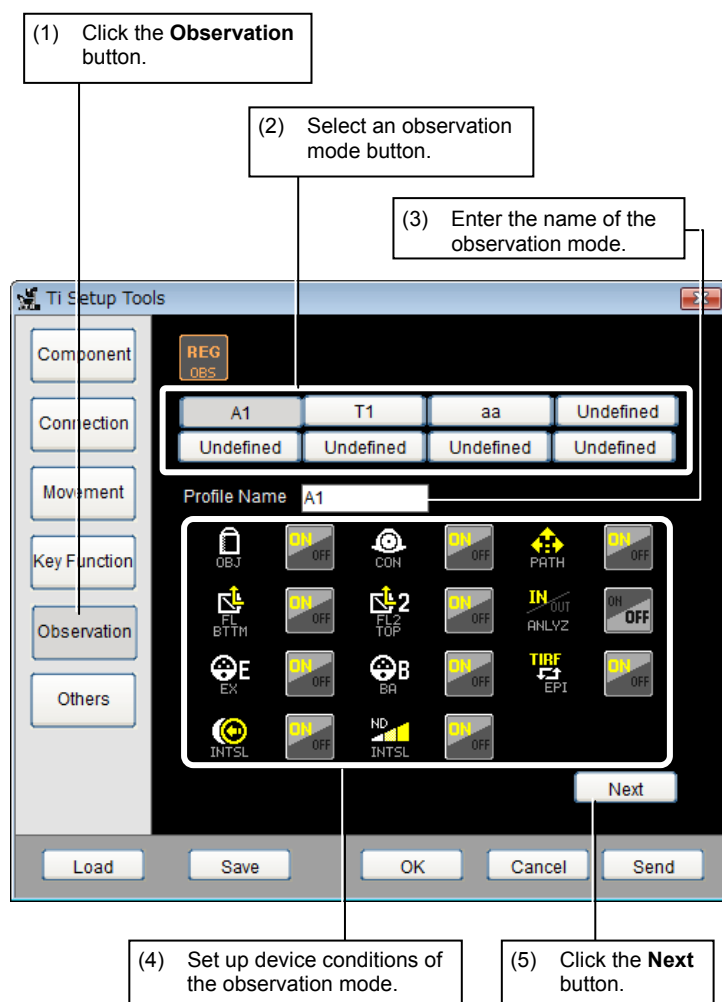 (1) Click the Observation
button.
(2) Select an observation
mode button.
(3) Enter the name of the
observation mode.
Ti Setup Tools
Component
Connection
Movement
Key Function
Observation
Others
REG
OBS
A1 T1 aa Undefined
Undefined Undefined Undefined Undefined
Profile Name A1
OBJ ON OFF CON ON OFF PATH ON OFF
FL BTTM ON OFF 2 FL2 TOP ON OFF IN OUT ANLYZ ON OFF
E EX ON OFF B BA ON OFF TIRF EPI ON OFF
INTSL ON OFF ND INTSL ON OFF
Next
Load Save OK Cancel Send
(4) Set up device conditions of
the observation mode.
(5) Click the Next
button.